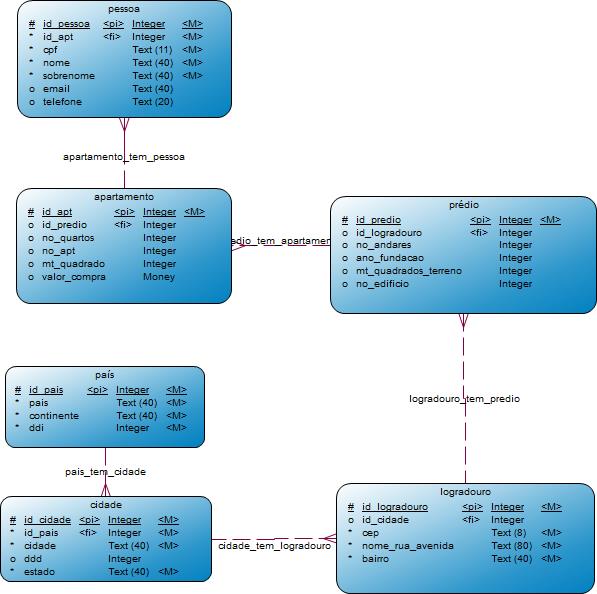 pessoa
# id_pessoa <pi> Integer <M>
* id_apt <fi> Integer <M>
* cpf Text (11) <M>
* nome Text (40) <M>
* sobrenome Text (40) <M>
o email Text (40)
o telefone Text (20)
apartamento_tem_pessoa
apartamento
# id_apt <pi> Integer <M>
o id_predio <fi> Integer
o no_quartos Integer
o no_apt Integer
o mt_quadrado Integer
o valor_compra Money
edio_tem_apartamen
prédio
# id_predio <pi> Integer <M>
o id_logradouro <fi> Integer
o no_andares Integer
o ano_fundacao Integer
o mt_quadrados_terreno Integer
o no_edificio Integer
logradouro_tem_predio
país
# id_pais <pi> Integer <M>
* pais Text (40) <M>
* continente Text (40) <M>
* ddi Integer <M>
pais_tem_cidade
cidade
# id_cidade <pi> Integer <M>
* id_pais <fi> Integer <M>
* cidade Text (40) <M>
o ddd Integer
* estado Text (40) <M>
cidade_tem_logradouro
logradouro
# id_logradouro <pi> Integer <M>
o id_cidade <fi> Integer
* cep Text (8) <M>
* nome_rua_avenida Text (80) <M>
* bairro Text (40) <M>